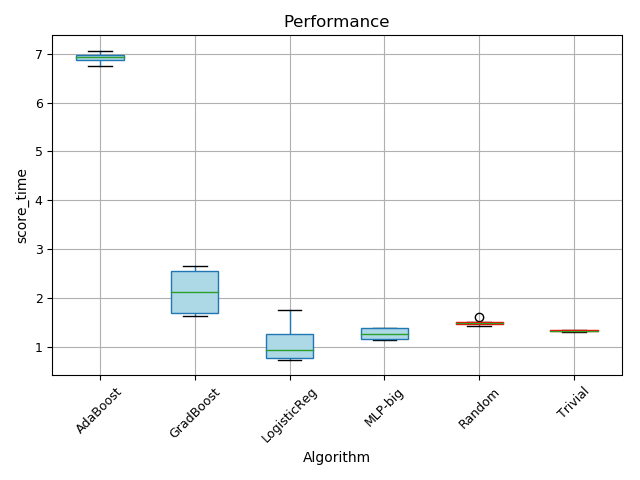 Performance
7
6
5
4
3
2
1
score_time
AdaBoost
GradBoost
LogisticReg
MLP-big
Random
Trivial
Algorithm